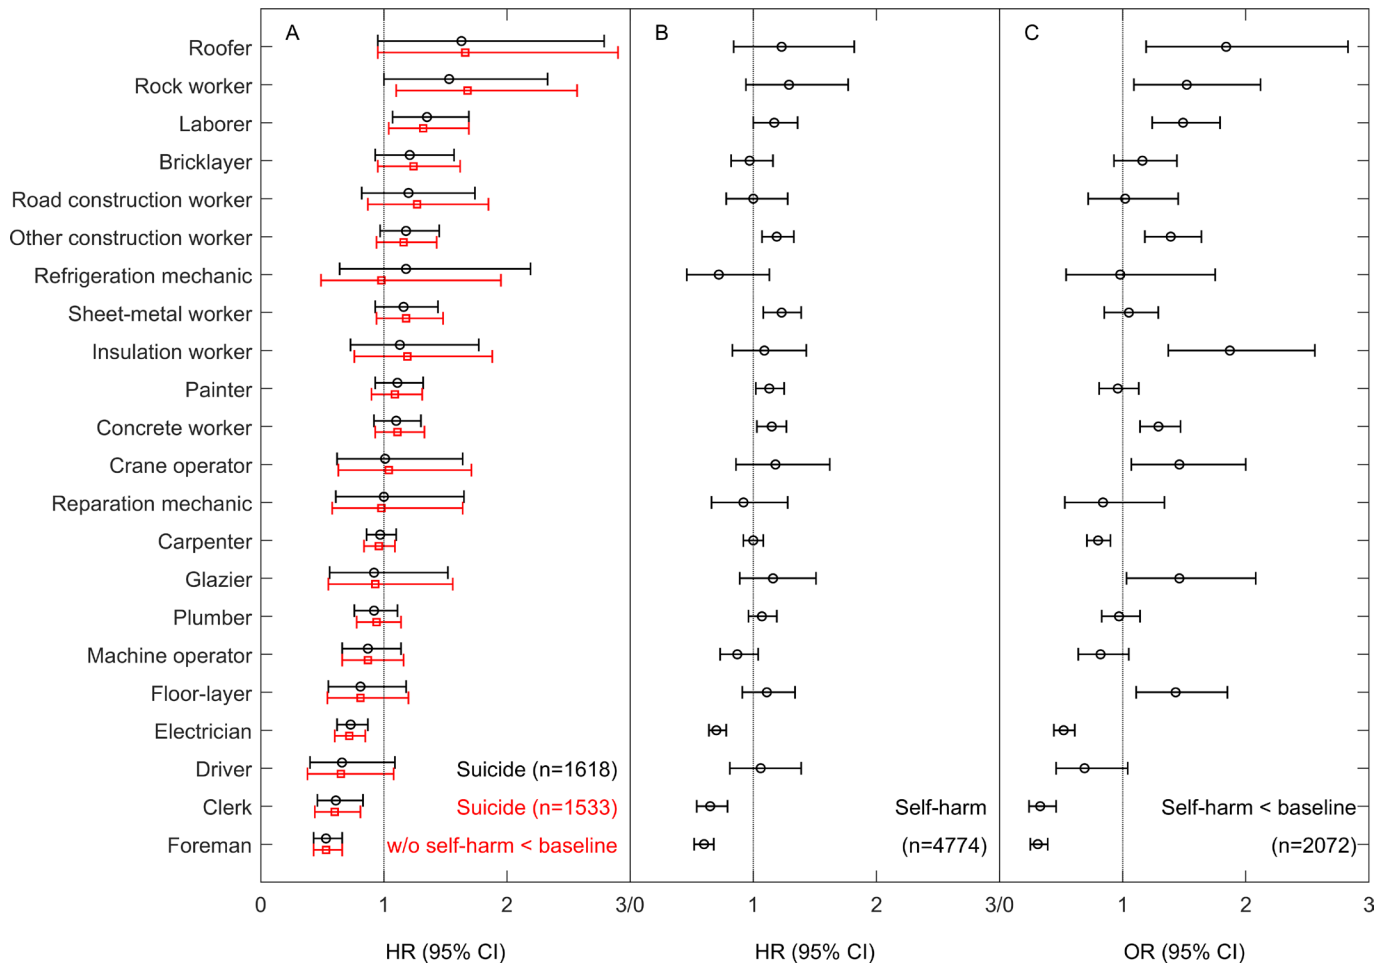 A
B
C
Roofer
Rock worker
Laborer
Bricklayer
Road construction worker
Other construction worker
Refrigeration mechanic
Sheet-metal worker
Insulation worker
Painter
Concrete worker
Crane operator
Reparation mechanic
Carpenter
Glazier
Plumber
Machine operator
Floor-layer
Electrician
Driver
Suicide (n=1618)
Clerk
Suicide (n=1533)
Self-harm
Self-harm < baseline
Foreman
w/o self-harm < baseline
(n=4774)
(n=2072)
0 1 2 3/0 1 2 3/0 1 2 3
HR (95% CI)
HR (95% CI)
OR (95% CI)